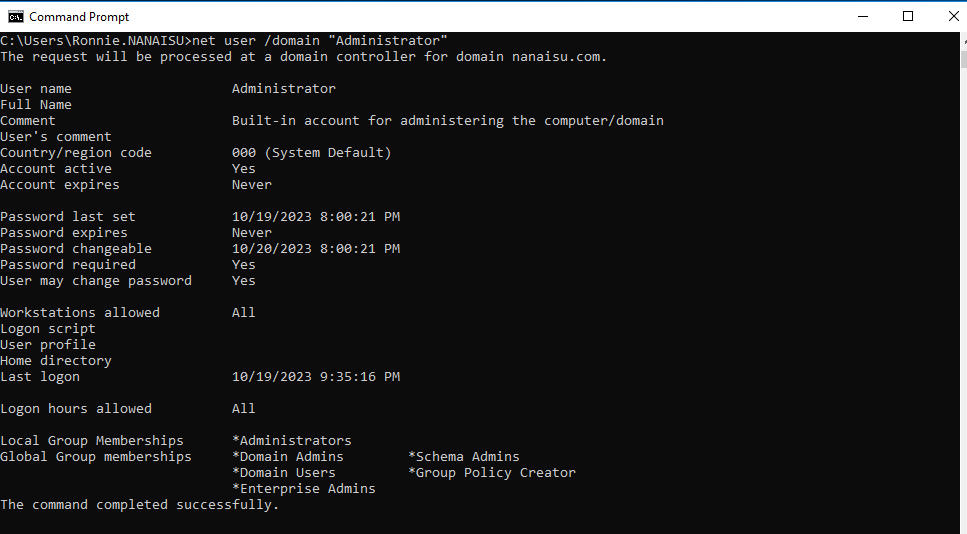 Command Prompt
C:\Users\Ronnie.NANAISU>net user /domain "Administrator"
The request will be processed at a domain controller for domain nanaisu.com.
User name Administrator
Full Name
Comment Built-in account for administering the computer/domain
User's comment
Country/region code 000 (System Default)
Account active Yes
Account expires Never
Password last set 10/19/2023 8:00:21 PM
Password expires Never
Password changeable 10/20/2023 8:00:21 PM
Password required Yes
User may change password Yes
Workstations allowed All
Logon script
User profile
Home directory
Last logon 10/19/2023 9:35:16 PM
Logon hours allowed All
Local Group Memberships *Administrators
Global Group memberships *Domain Admins *Schema Admins
*Domain Users *Group Policy Creator
*Enterprise Admins
The command completed successfully.